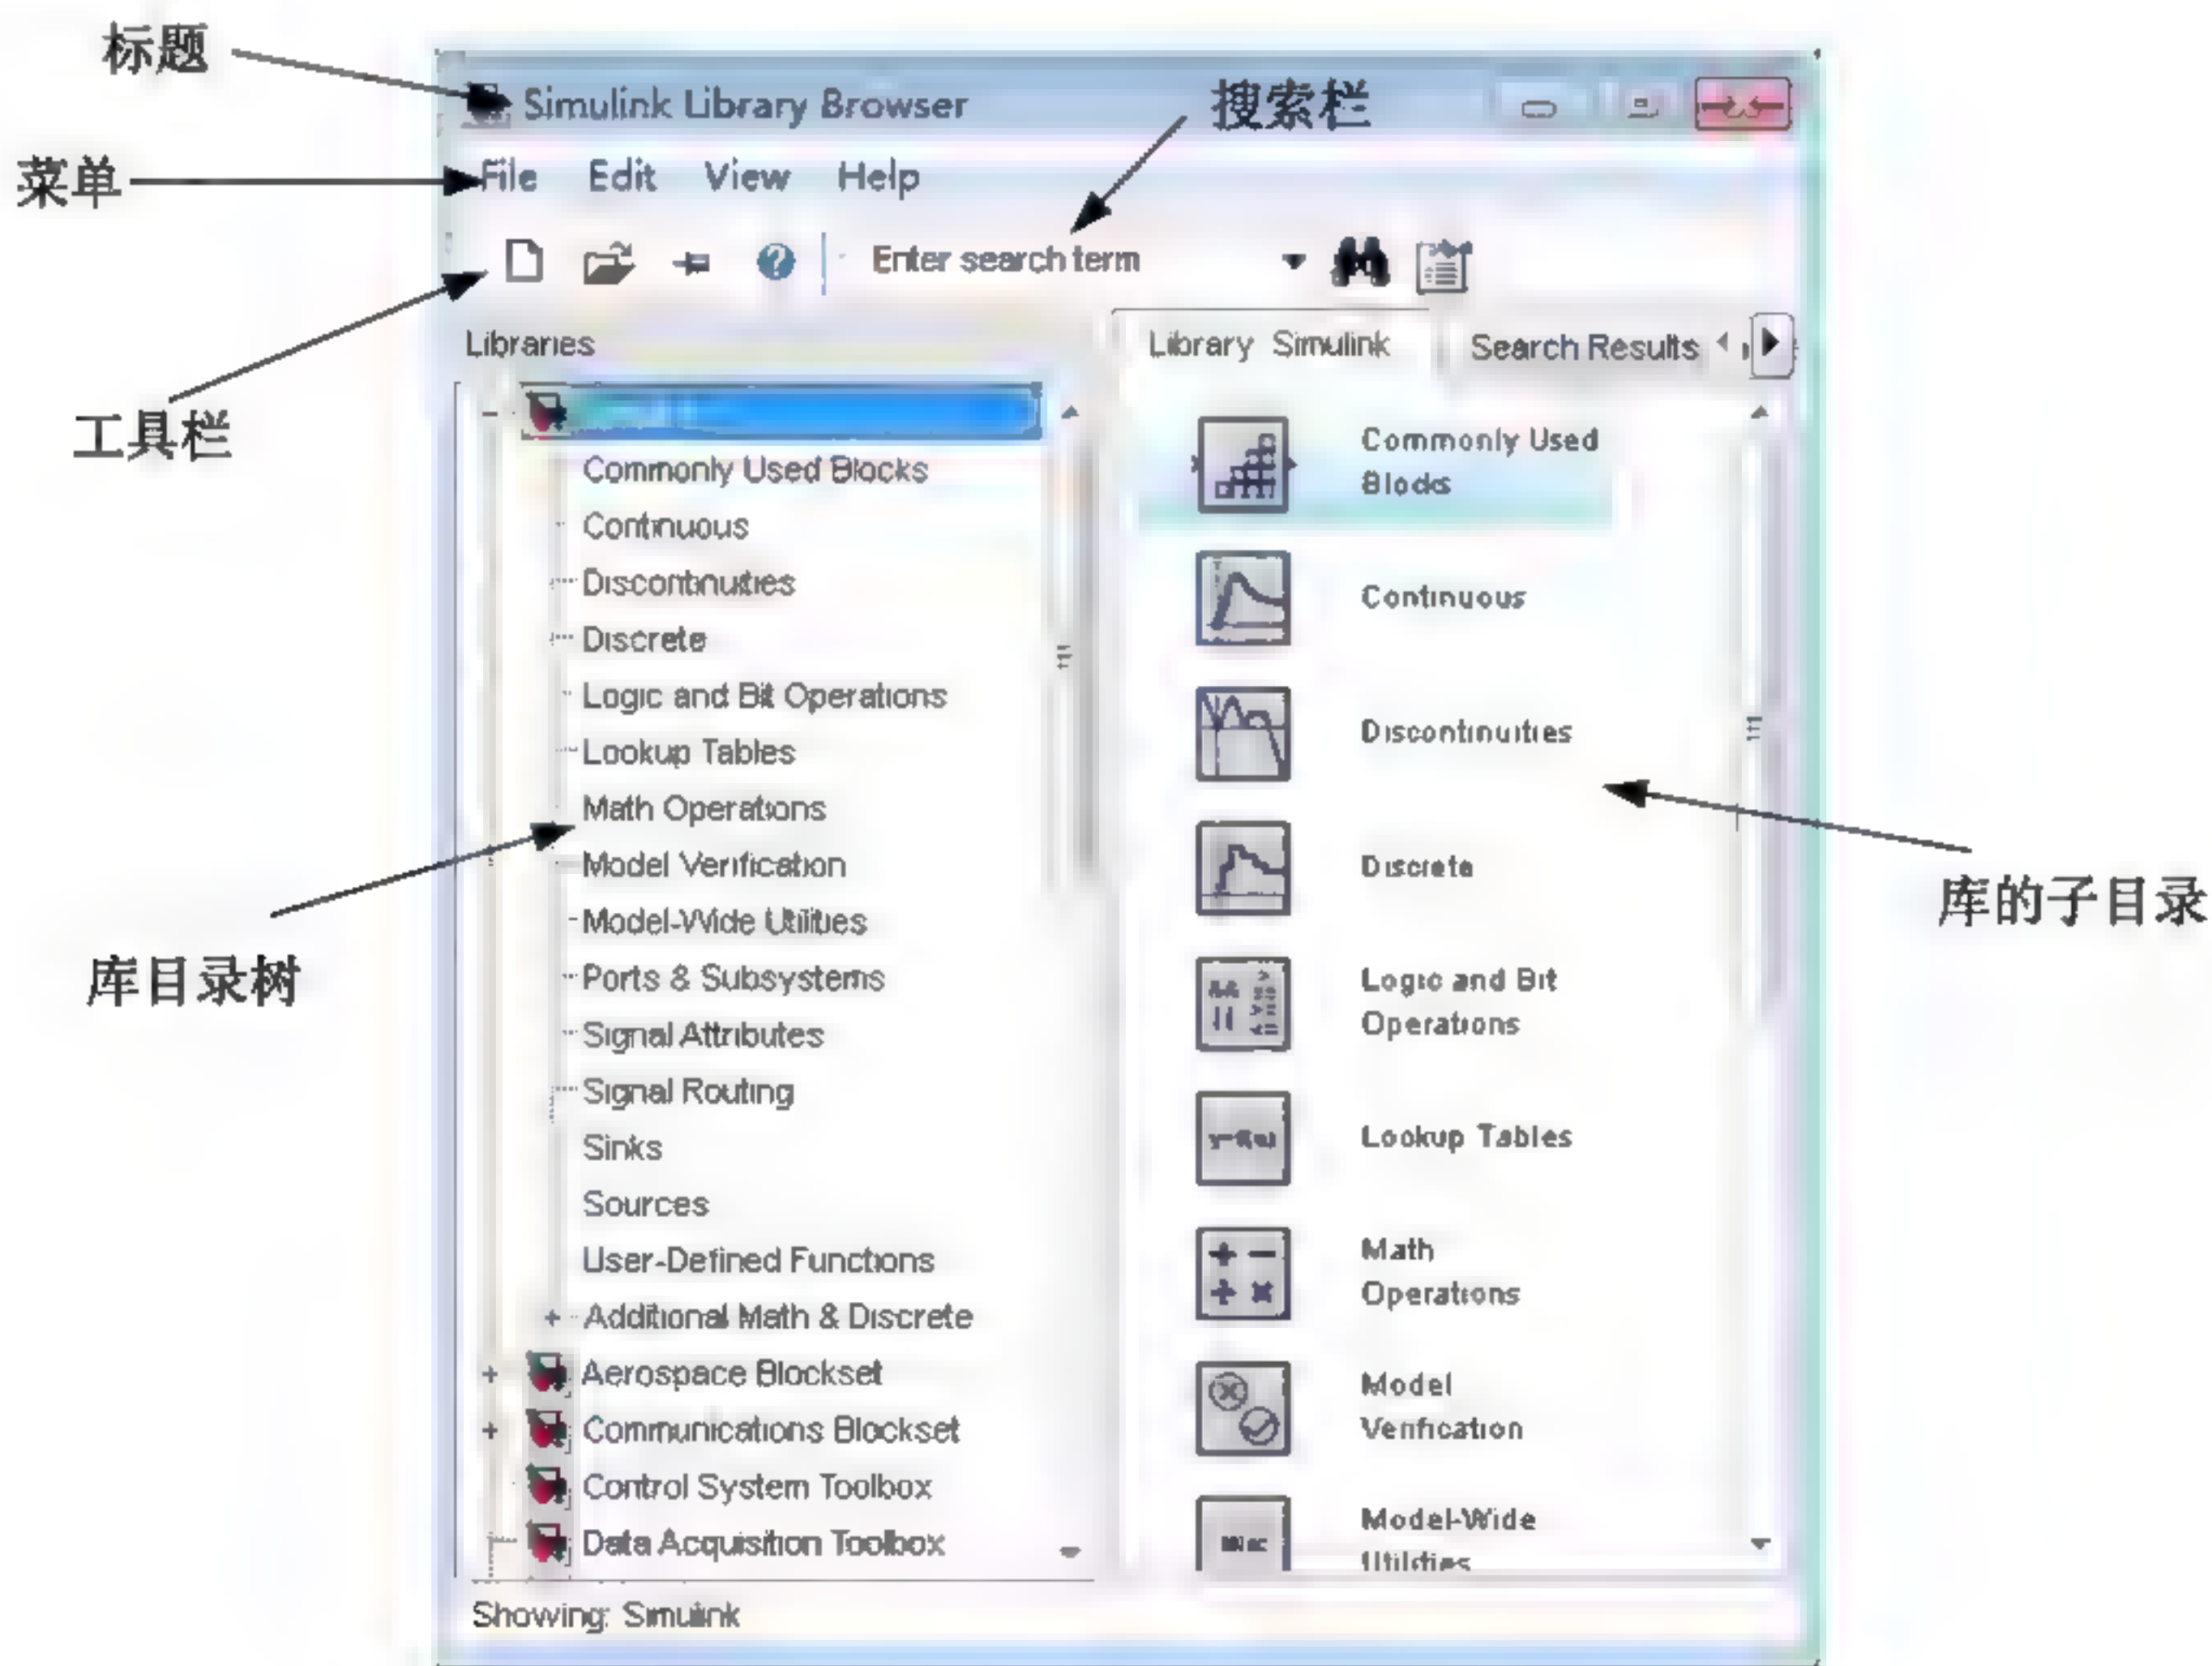 标题
Simulink Library Browser
搜索栏
菜单
File Edit View Help
Enter search term
工具栏
Libraries
Library Simulink
Search Results
Commonly Used Blocks
Continuous
Discontinuities
Discrete
Logic and Bit Operations
Lookup Tables
Math Operations
Model Verification
Model-Wide Utilities
Ports & Subsystems
Signal Attributes
Signal Routing
Sinks
Sources
User-Defined Functions
Additional Math & Discrete
Aerospace Blockset
Communications Blockset
Control System Toolbox
Data Acquisition Toolbox
库目录树
Commonly Used
Blocks
Continuous
Discontinuities
Discrete
Logic and Bit
Operations
Lookup Tables
Math
Operations
Model
Verification
Model-Wide
Utilities
库的子目录
Showing: Simulink